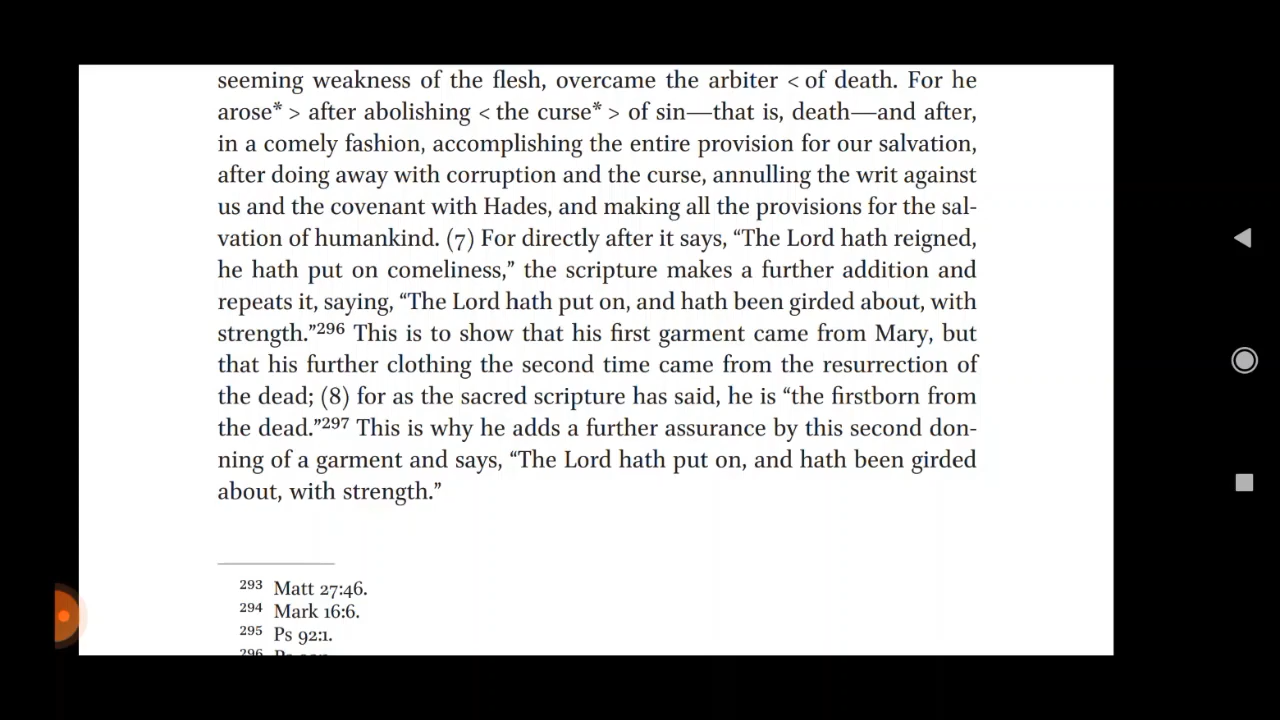 seeming weakness of the flesh, overcame the arbiter < of death. For he
arose* > after abolishing < the curse* > of sin—that is, death—and after,
in a comely fashion, accomplishing the entire provision for our salvation,
after doing away with corruption and the curse, annulling the writ against
us and the covenant with Hades, and making all the provisions for the sal-
vation of humankind. (7) For directly after it says, “The Lord hath reigned,
he hath put on comeliness,” the scripture makes a further addition and
repeats it, saying, “The Lord hath put on, and hath been girded about, with
strength.”296 This is to show that his first garment came from Mary, but
that his further clothing the second time came from the resurrection of
the dead; (8) for as the sacred scripture has said, he is “the firstborn from
the dead.”297 This is why he adds a further assurance by this second don-
ning of a garment and says, “The Lord hath put on, and hath been girded
about, with strength.”
293 Matt 27:46.
294 Mark 16:6.
295 Ps 92:1.
296